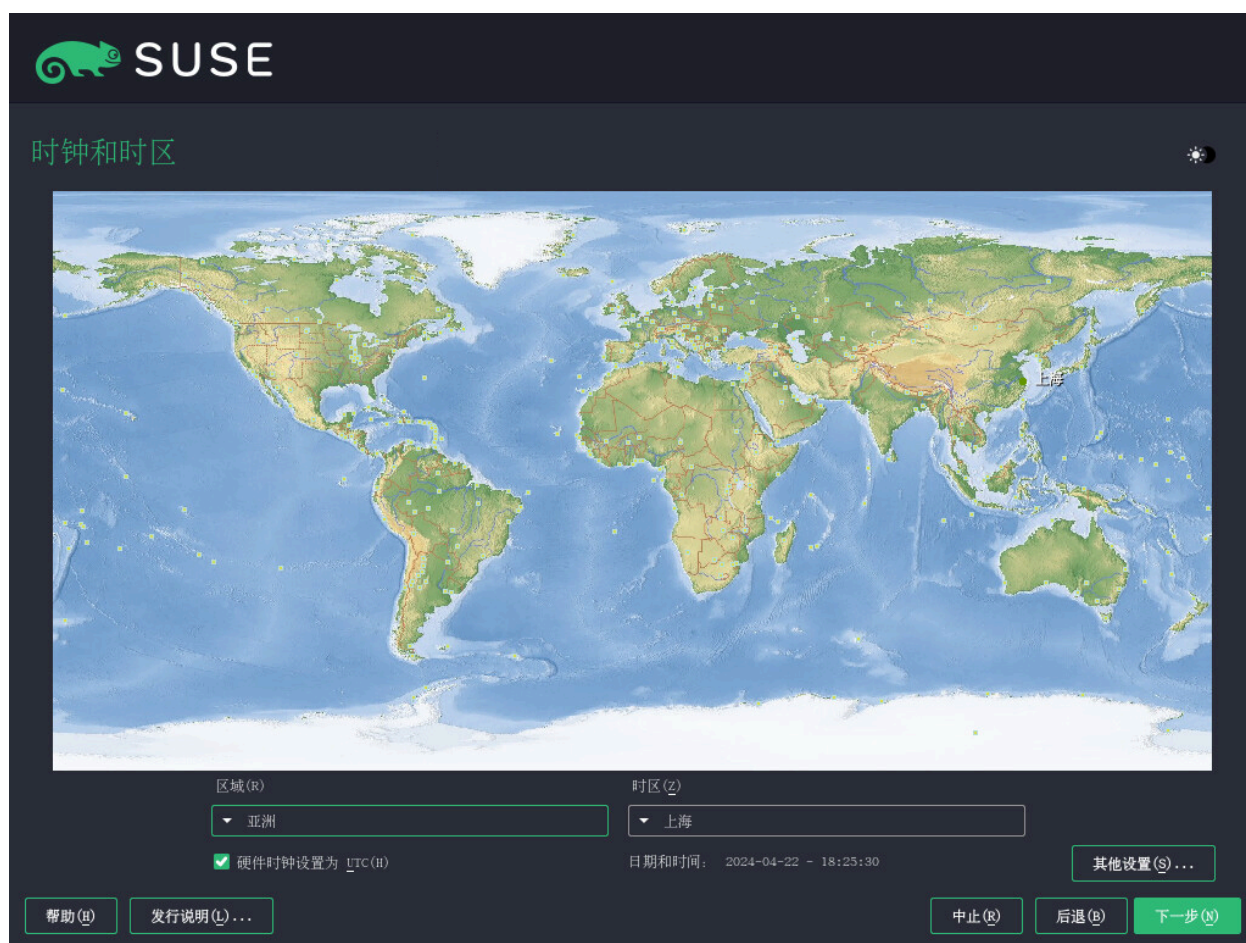 SUSE
时钟和时区
上海
区域(R)
时区(Z)
亚洲
上海
硬件时钟设置为 UTC(H)
日期和时间: 2024-04-22 - 18:25:30
其他设置(S)...
帮助(H)
发行说明(L)...
中止(R)
后退(B)
下一步(N)